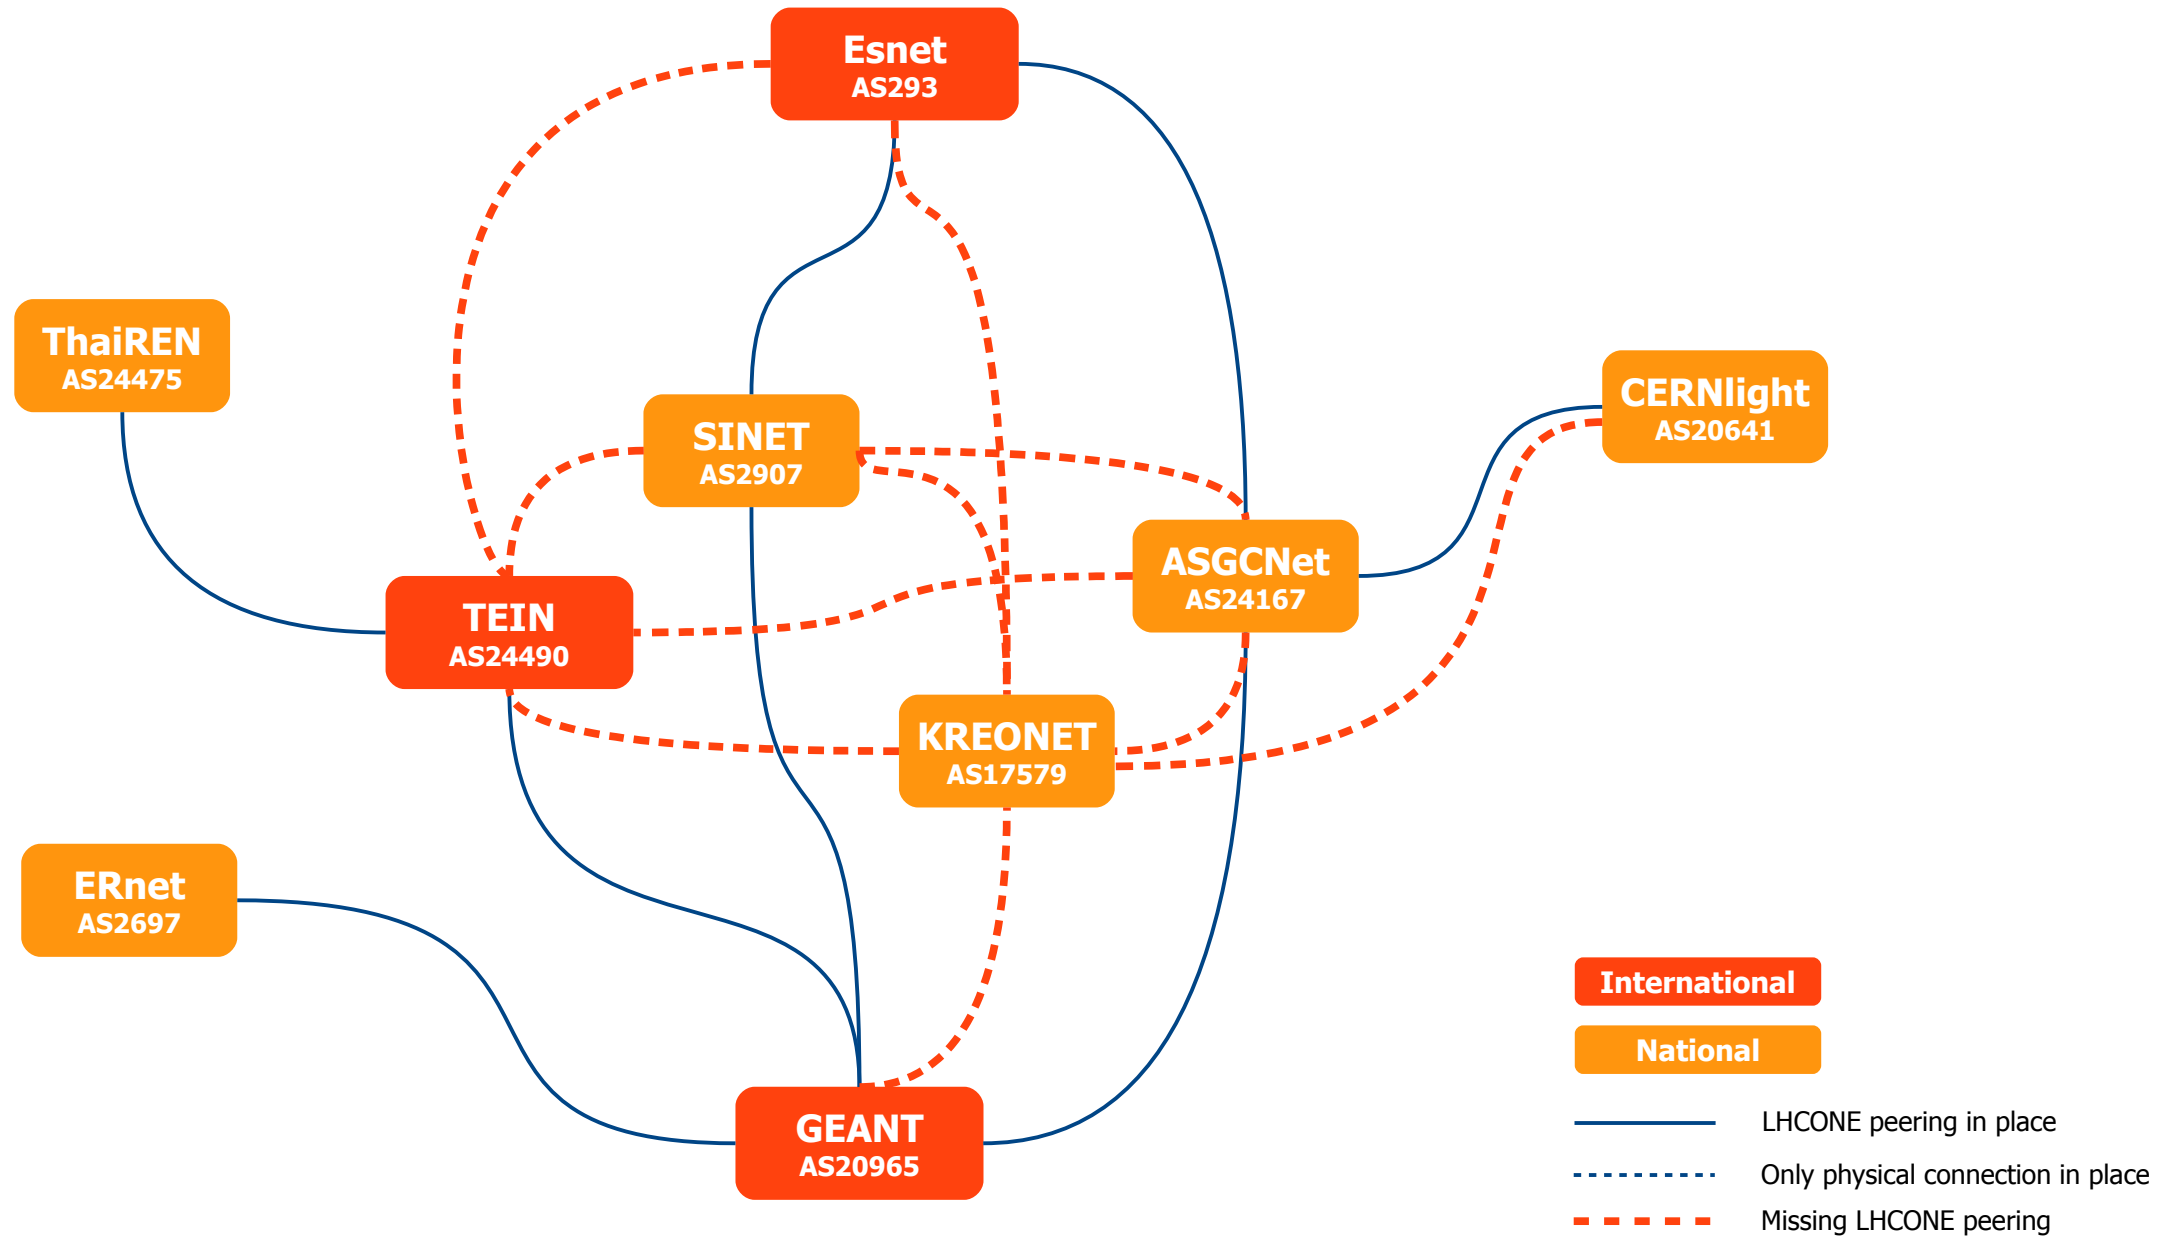 Esnet
AS293
ThaiREN
AS24475
CERNlight
AS20641
SINET
AS2907
ASGCNet
AS24167
TEIN
AS24490
KREONET
AS17579
ERnet
AS2697
GEANT
AS20965
International
National
LHCONE peering in place
Only physical connection in place
Missing LHCONE peering